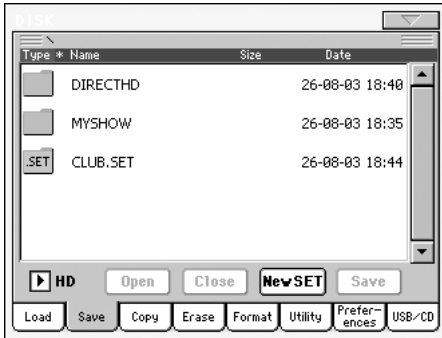 DISK
Type * Name Size Date
DIRECTHD 26-08-03 18:40
MYSHOW 26-08-03 18:35
.SET CLUB.SET 26-08-03 18:44
HD Open Close New SET Save
Load Save Copy Erase Format Utility Prefer-
ences USB/CD